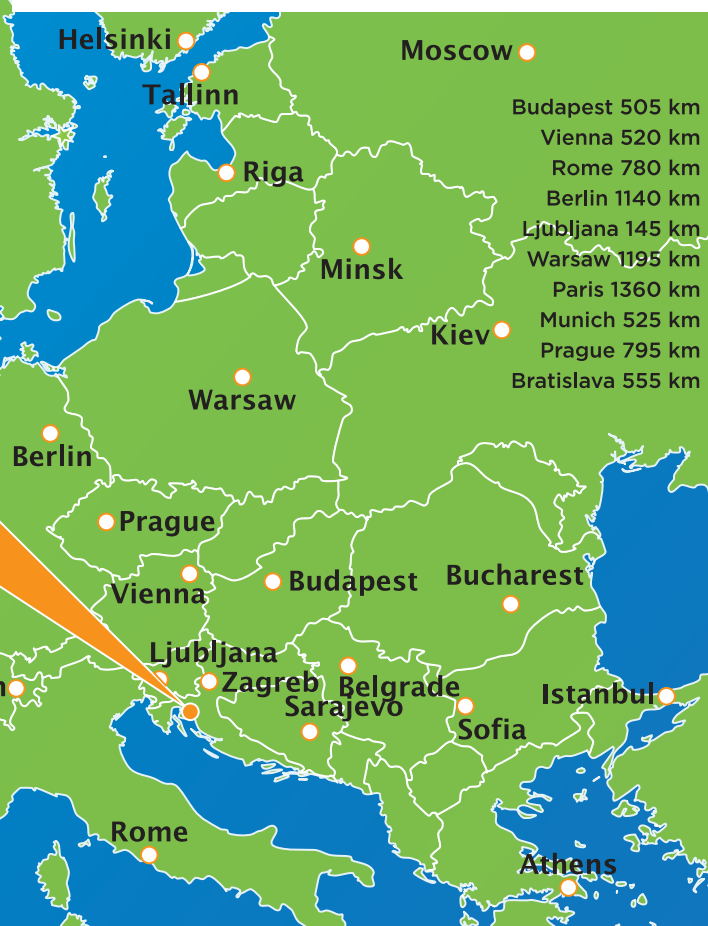 Helsinki
Moscow
Tallinn
Budapest 505 km
Vienna 520 km
Rome 780 km
Berlin 1140 km
Ljubljana 145 km
Warsaw 1195 km
Paris 1360 km
Munich 525 km
Prague 795 km
Bratislava 555 km
Riga
Minsk
Kiev
Warsaw
Berlin
Prague
Vienna
Budapest
Bucharest
Ljubljana
Zagreb
Belgrade
Sarajevo
Istanbul
Sofia
Rome
Athens